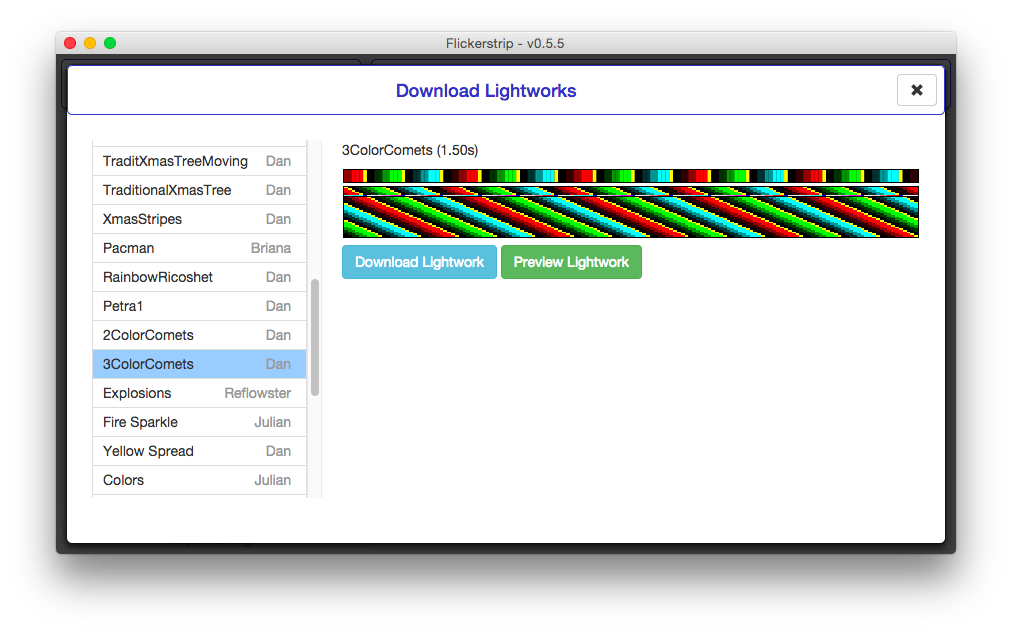 Flickerstrip - v0.5.5
Download Lightworks
TraditXmasTreeMoving Dan
TraditionalXmasTree Dan
XmasStripes Dan
Pacman Briana
RainbowRicoshet Dan
Petra1 Dan
2ColorComets Dan
3ColorComets Dan
Explosions Reflowster
Fire Sparkle Julian
Yellow Spread Dan
Colors Julian
3ColorComets (1.50s)
Download Lightwork
Preview Lightwork